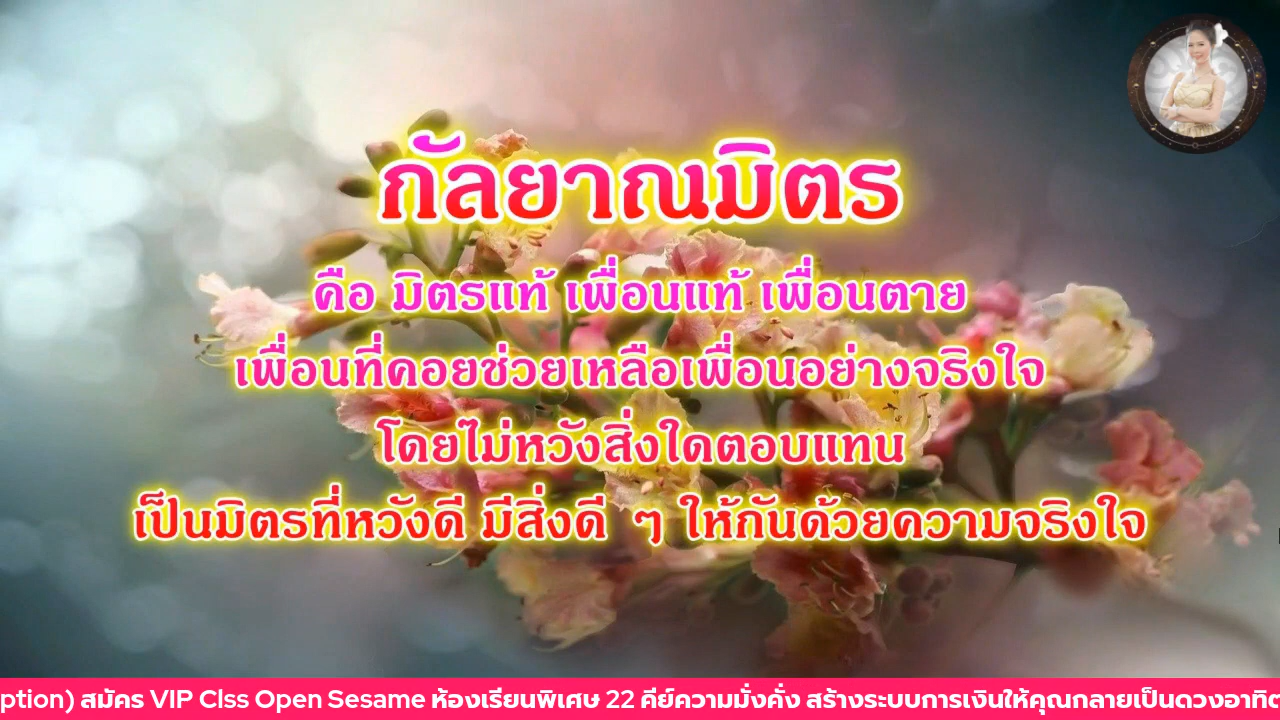 กัลยาณมิตร
คือ มิตรแท้ เพื่อนแท้ เพื่อนตาย
เพื่อนที่คอยช่วยเหลือเพื่อนอย่างจริงใจ
โดยไม่หวังสิ่งใดตอบแทน
เป็นมิตรที่หวังดี มีสิ่งดี ๆ ให้กันด้วยความจริงใจ
ption) สมัคร VIP Clss Open Sesame ห้องเรียนพิเศษ 22 คีย์ความมั่งคั่ง สร้างระบบการเงินให้คุณกลายเป็นดวงอาทิต